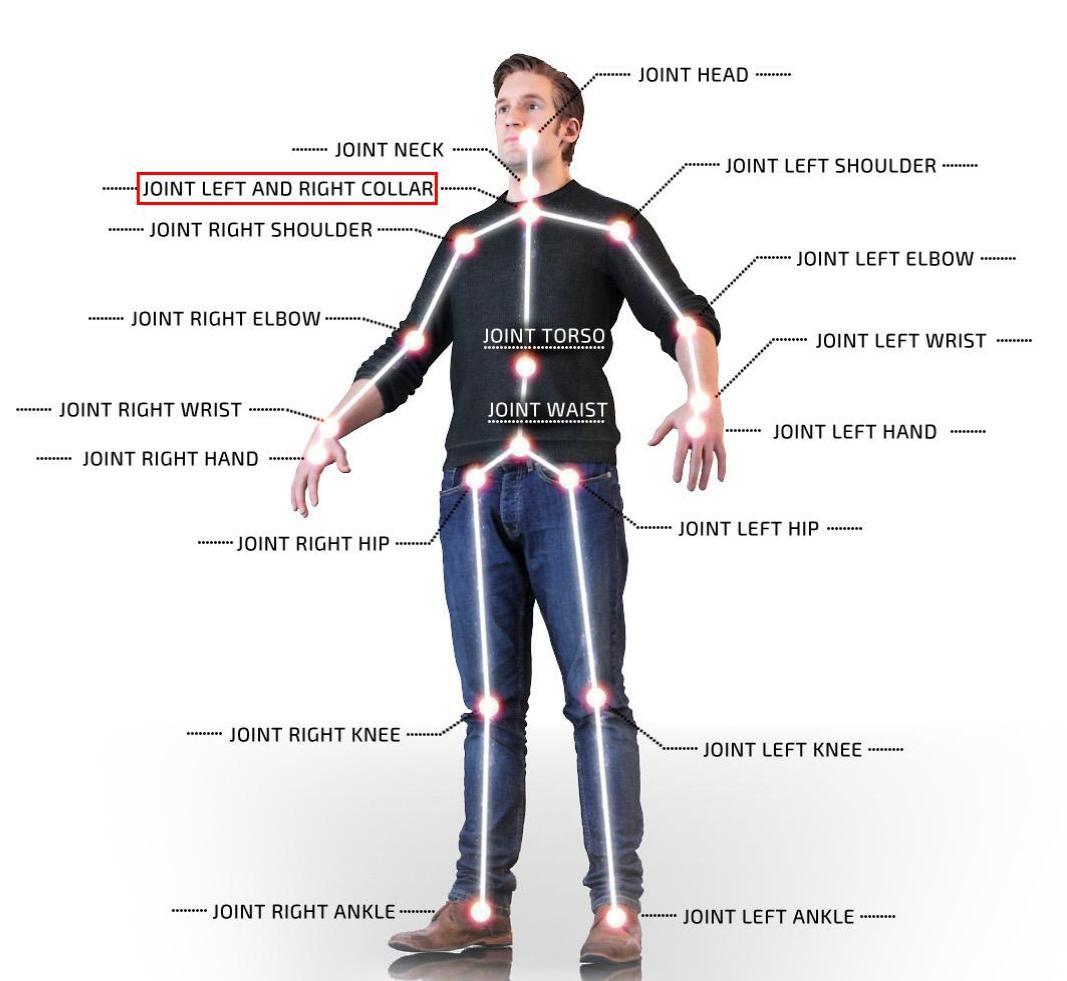 JOINT HEAD
JOINT NECK
JOINT LEFT SHOULDER
JOINT LEFT AND RIGHT COLLAR
JOINT RIGHT SHOULDER
JOINT LEFT ELBOW
JOINT RIGHT ELBOW
JOINT TORSO
JOINT LEFT WRIST
JOINT RIGHT WRIST
JOINT WAIST
JOINT LEFT HAND
JOINT RIGHT HAND
JOINT LEFT HIP
JOINT RIGHT HIP
JOINT RIGHT KNEE
JOINT LEFT KNEE
JOINT RIGHT ANKLE
JOINT LEFT ANKLE